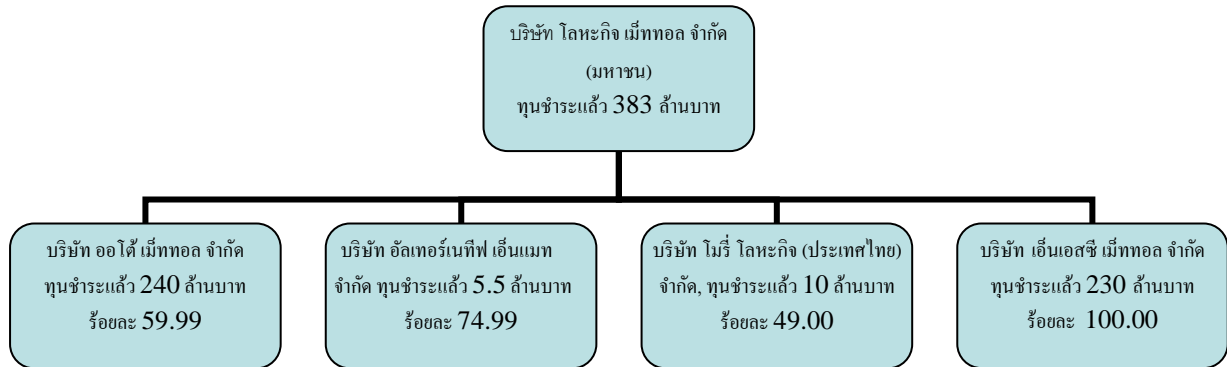 บริษัท โลหะกิจ เม็ททอล จำกัด
(มหาชน)
ทุนชำระแล้ว 383 ล้านบาท
บริษัท ออโต้ เม็ททอล จำกัด
ทุนชำระแล้ว 240 ล้านบาท
ร้อยละ 59.99
บริษัท อัลเทอร์เนทีฟ เอ็นแมท
จำกัด ทุนชำระแล้ว 5.5 ล้านบาท
ร้อยละ 74.99
บริษัท โมรี่ โลหะกิจ (ประเทศไทย)
จำกัด, ทุนชำระแล้ว 10 ล้านบาท
ร้อยละ 49.00
บริษัท เอ็นเอสซี เม็ททอล จำกัด
ทุนชำระแล้ว 230 ล้านบาท
ร้อยละ 100.00